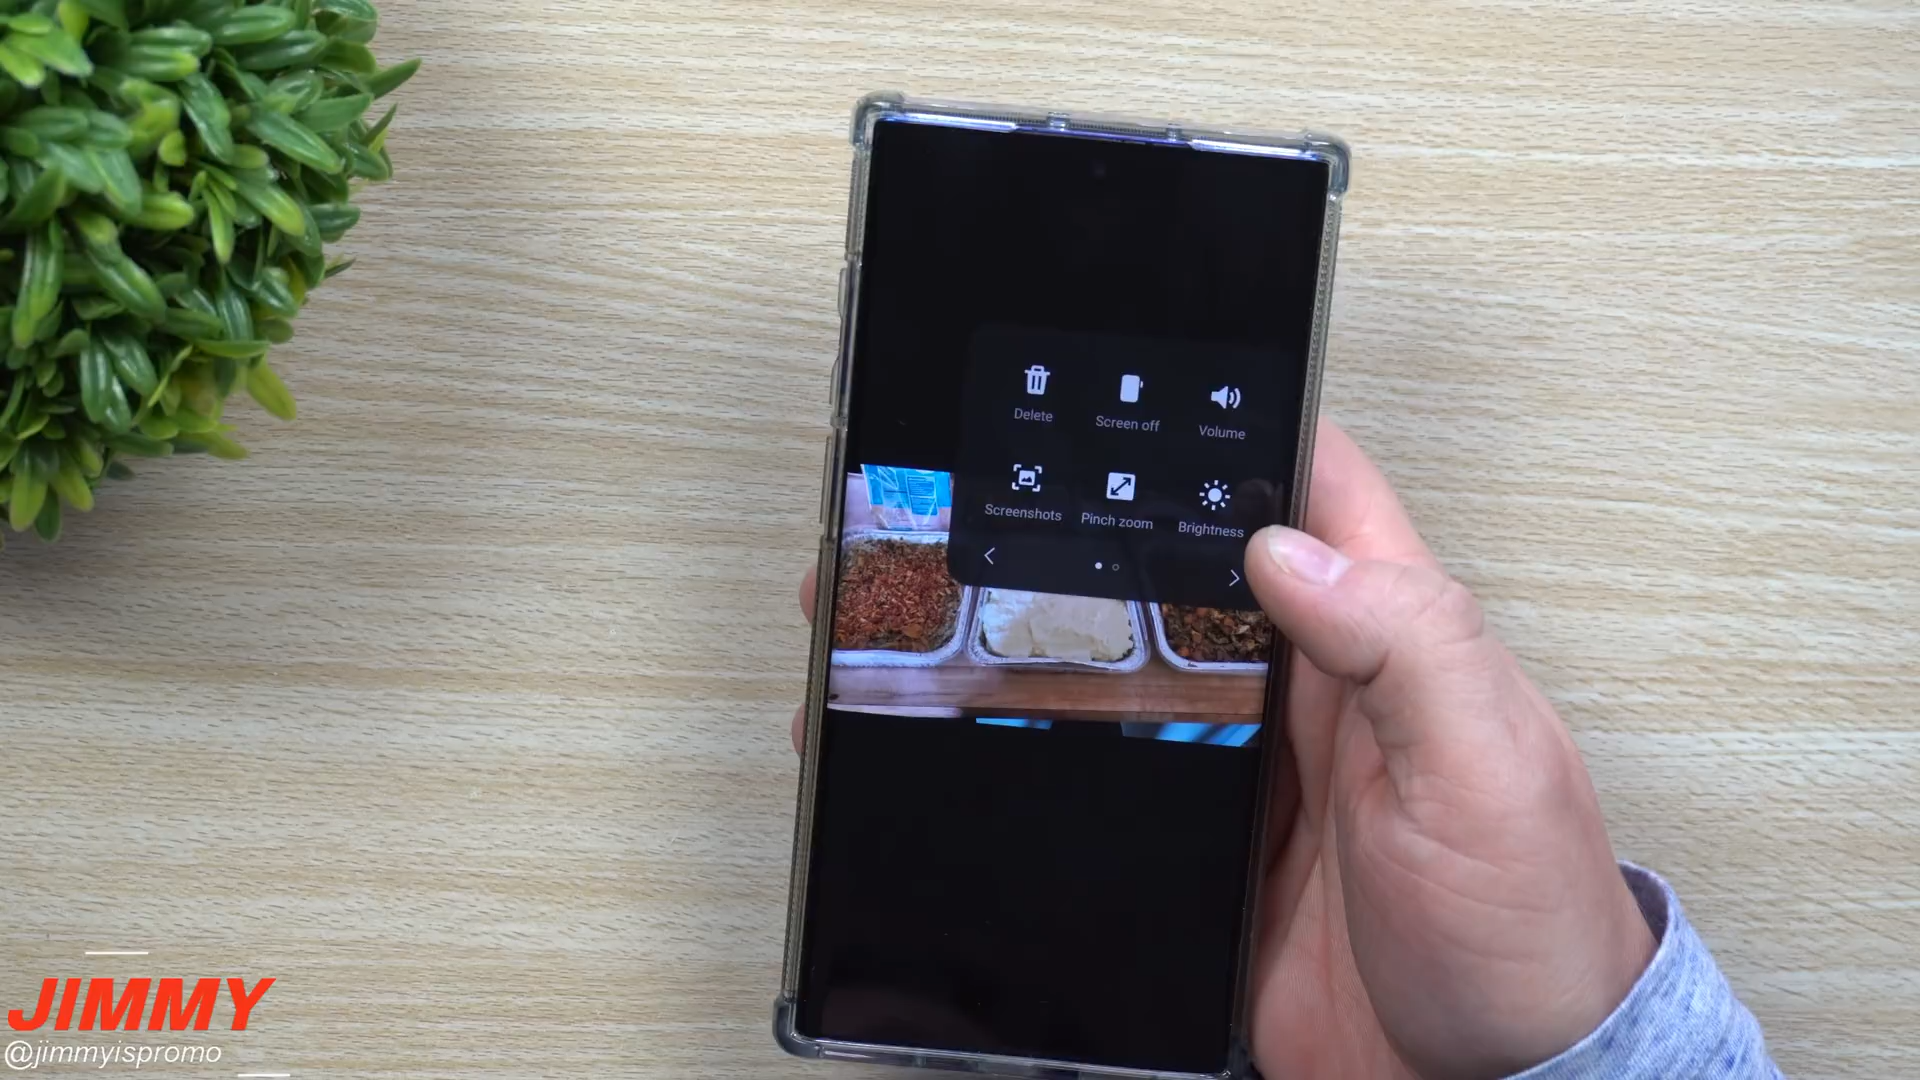 Delete
Screen off
Volume
Screenshots
Pinch zoom
Brightness
JIMMY
@jimmyispromo